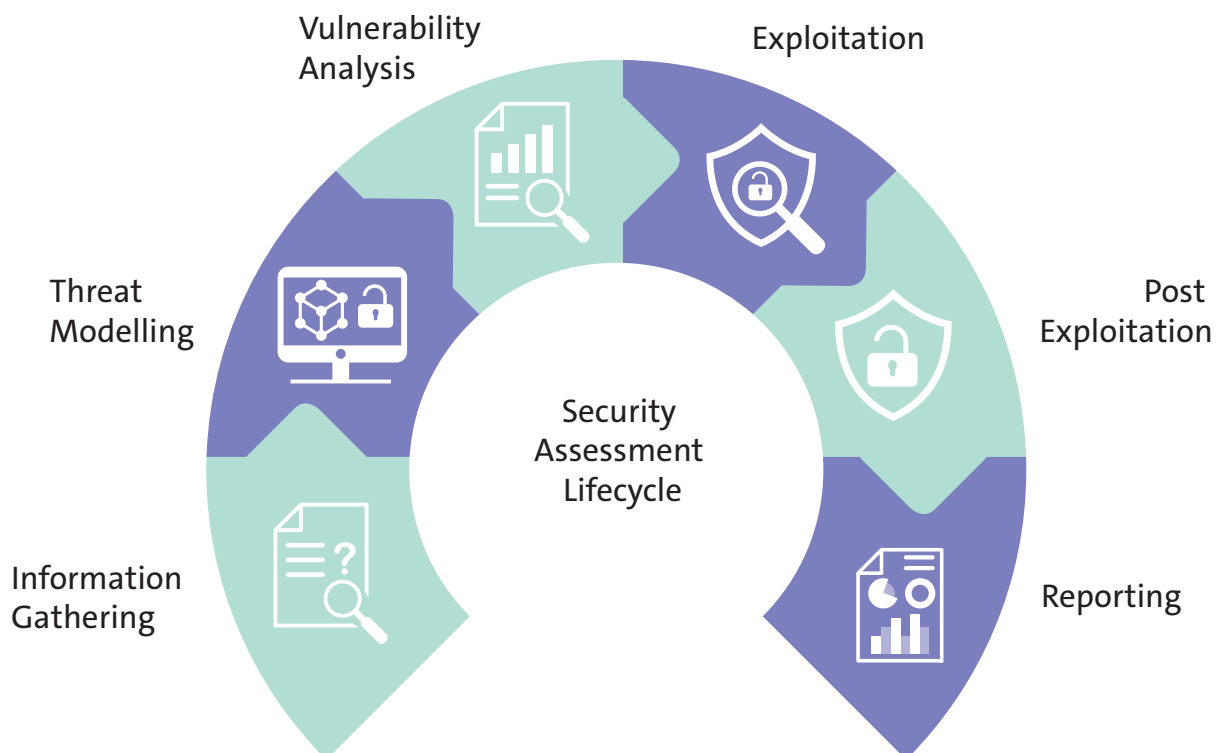 Vulnerability
Analysis
Exploitation
Threat
Modelling
Post
Exploitation
Security
Assessment
Lifecycle
?
Information
Gathering
Reporting